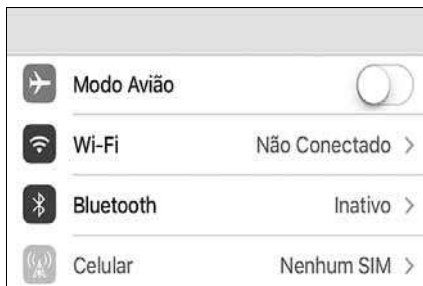 Modo Avião
Wi-Fi Não Conectado
Bluetooth Inativo
Celular Nenhum SIM